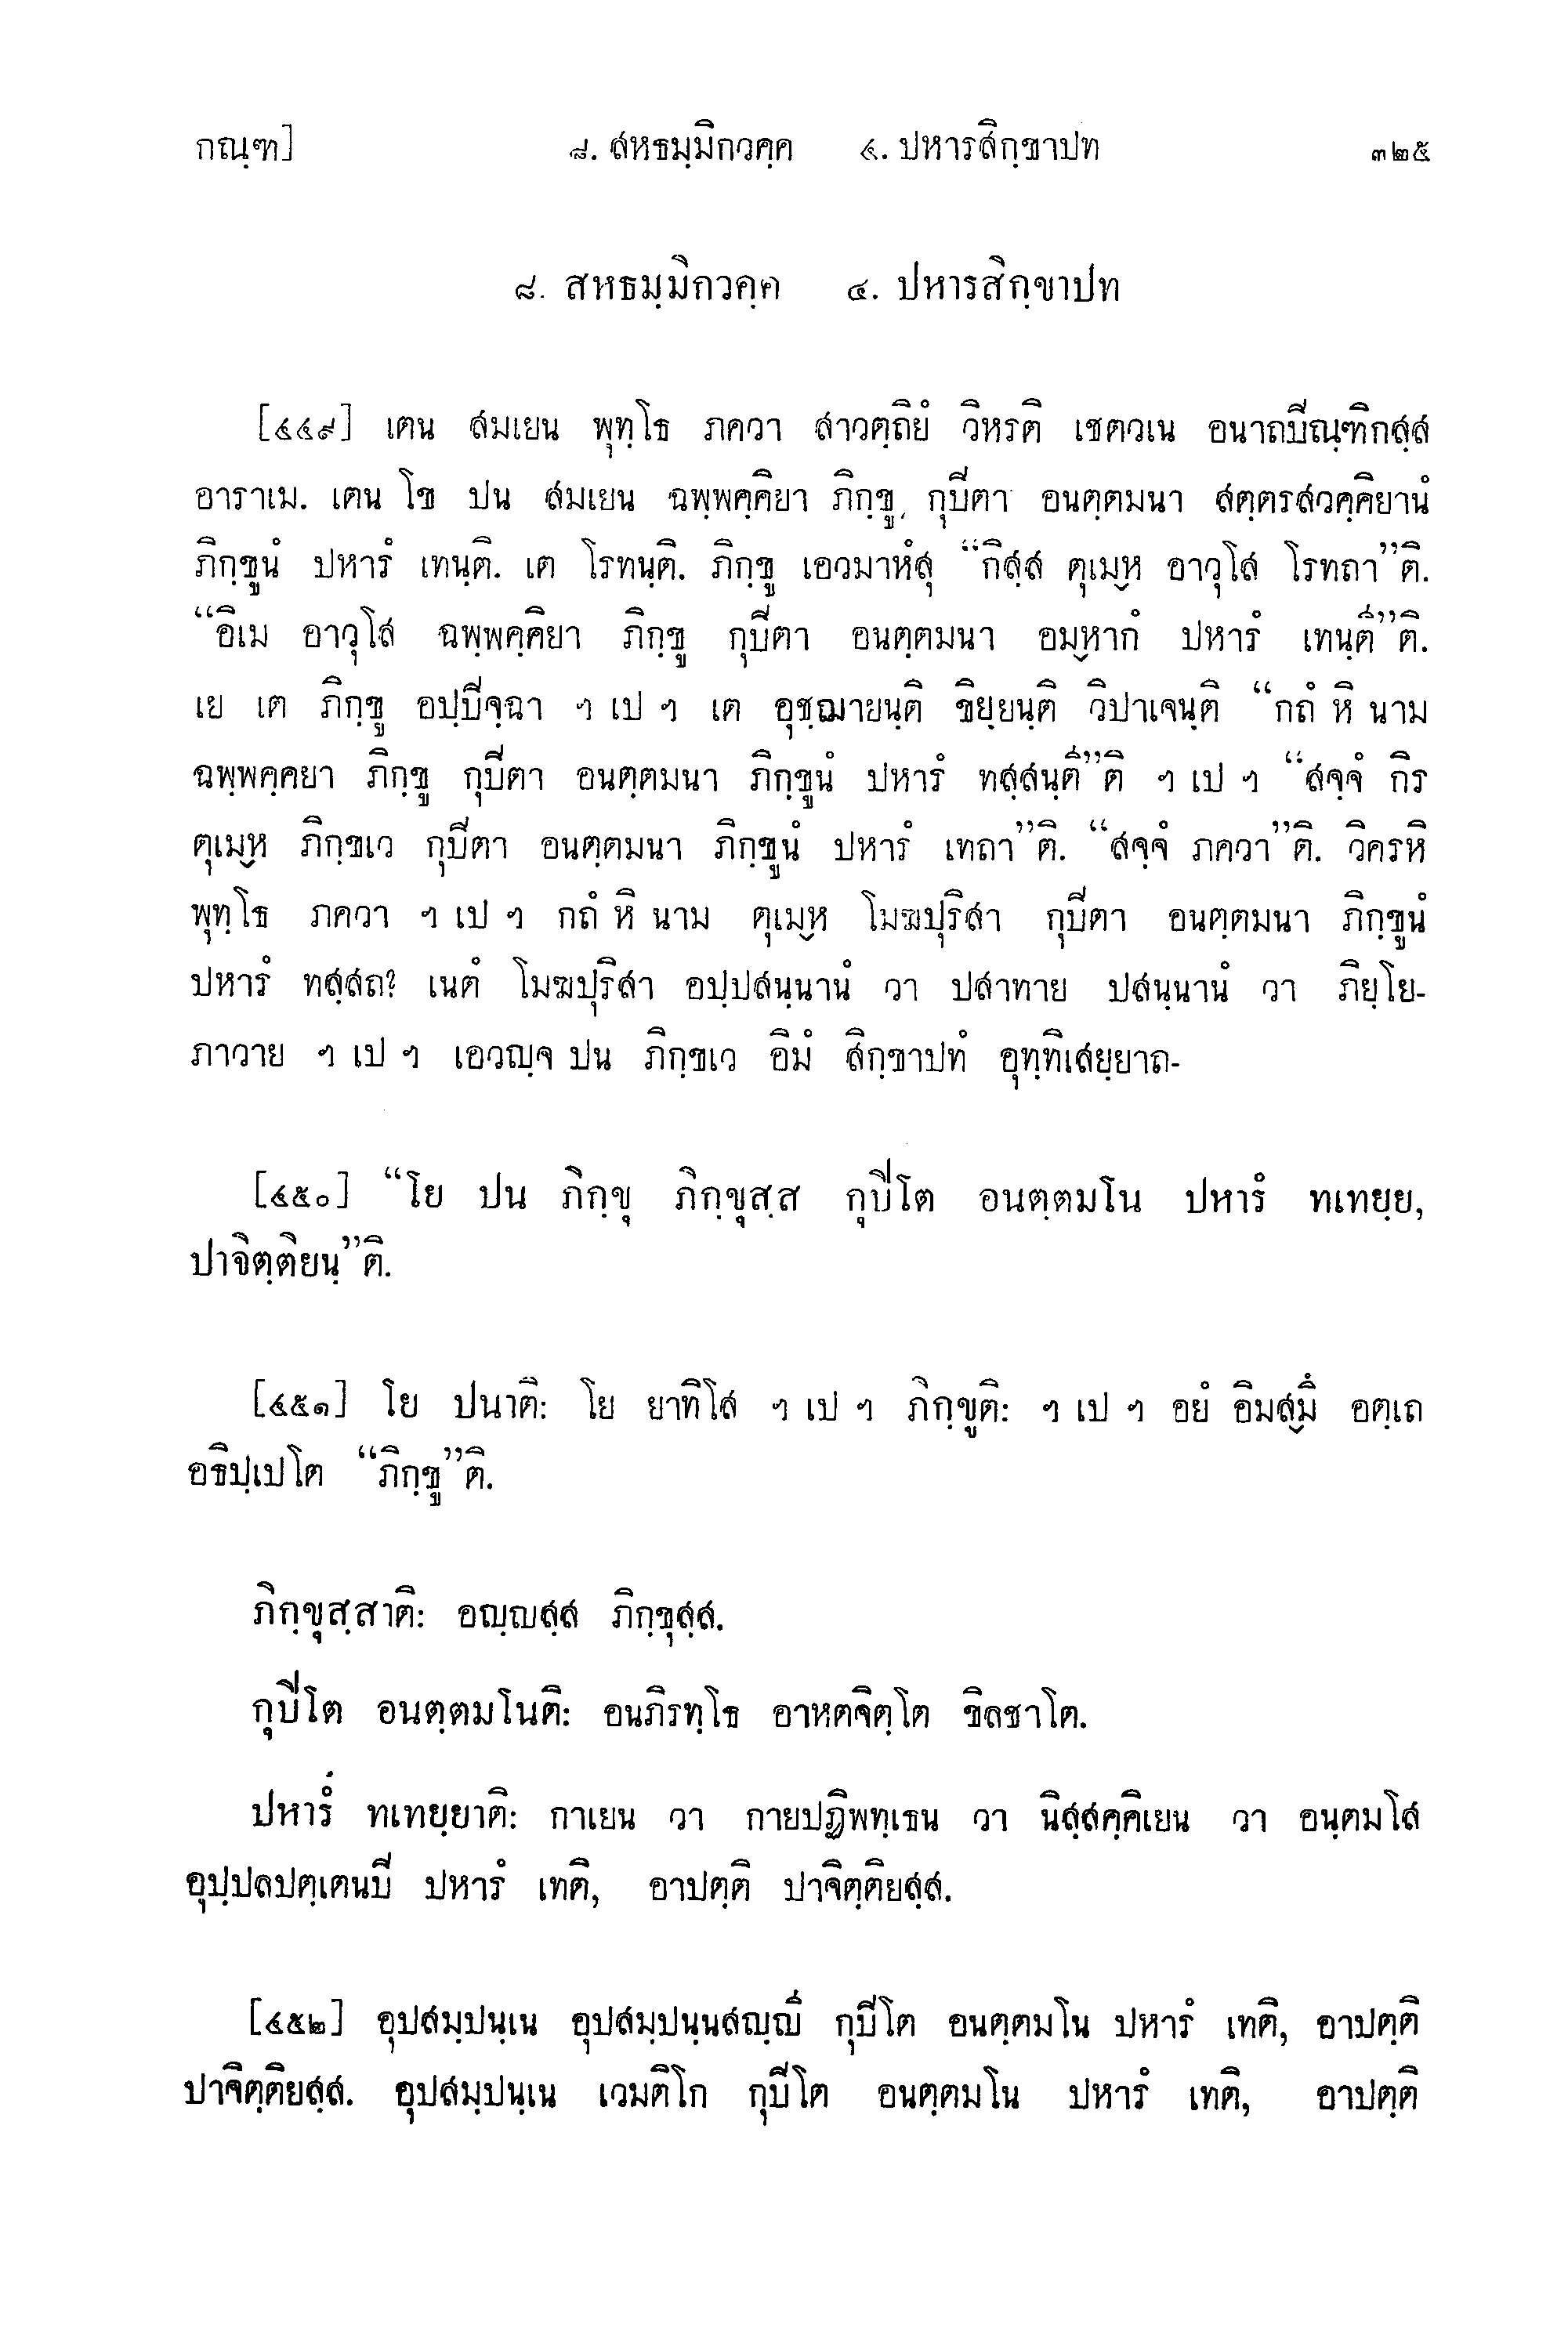 กณฺฑ] ๘. สหธมฺมิกวคฺค ๔. ปหารสิกฺขาปท ๓๒๕
๘. สหธมฺมิกวคฺค ๔. ปหารสิกฺขาปท
[๔๔๙] เตน สมเยน พุทฺโธ ภควา สาวตฺถิยํ วิหรติ เชตวเน อนาถปิณฺฑิกสฺส
อาราเม. เตน โข ปน สมเยน ฉพฺพคฺคิยา ภิกฺขู กุปิตา อนตฺตมนา สตฺตรสวคฺคิยานํ
ภิกฺขูนํ ปหารํ เทนฺติ. เต โรทนฺติ. ภิกฺขู เอวมาหํสุ “กิสฺส ตุเมฺห อาวุโส โรทถา”ติ.
“อิเม อาวุโส ฉพฺพคฺคิยา ภิกฺขู กุปิตา อนตฺตมนา อมฺหากํ ปหารํ เทนฺตี”ติ.
เย เต ภิกฺขู อปฺปิจฺฉา ฯ เป ฯ เต อุชฺฌายนฺติ ขิยฺยนฺติ วิปาเจนฺติ “กถํ หิ นาม
ฉพฺพคฺคยา ภิกฺขู กุปิตา อนตฺตมนา ภิกฺขูนํ ปหารํ ทสฺสนฺตี”ติ ฯ เป ฯ “สจฺจํ กิร
ตุเมฺห ภิกฺขเว กุปิตา อนตฺตมนา ภิกฺขูนํ ปหารํ เทถา”ติ. “สจฺจํ ภควา”ติ. วิครหิ
พุทฺโธ ภควา ฯ เป ฯ กถํ หิ นาม ตุเมฺห โมฆปุริสา กุปิตา อนตฺตมนา ภิกฺขูนํ
ปหารํ ทสฺสถ? เนตํ โมฆปุริสา อปฺปสนฺนานํ วา ปสาทาย ปสนฺนานํ วา ภิยฺโย-
ภาวาย ฯ เป ฯ เอวญฺจ ปน ภิกฺขเว อิมํ สิกฺขาปทํ อุทฺทิเสยฺยาถ-
[๔๕๐] “โย ปน ภิกฺขุ ภิกฺขุสฺส กุปิโต อนตฺตมโน ปหารํ ทเทยฺย,
ปาจิตฺติยนฺ”ติ.
[๔๕๑] โย ปนาติ: โย ยาทิโส ฯ เป ฯ ภิกฺขูติ: ฯ เป ฯ อยํ อิมสฺมึ อตฺเถ
อธิปฺเปโต “ภิกฺขู”ติ.
ภิกฺขุสฺสาติ: อญฺญสฺส ภิกฺขุสฺส.
กุปิโต อนตฺตมโนติ: อนภิรทฺโธ อาหตจิตฺโต ขิลชาโต.
ปหารํ ทเทยฺยาติ: กาเยน วา กายปฏิพทฺเธน วา นิสฺสคฺคิเยน วา อนฺตมโส
อุปฺปลปตฺเตนปิ ปหารํ เทติ, อาปตฺติ ปาจิตฺติยสฺส.
[๔๕๒] อุปสมฺปนฺเน อุปสมฺปนฺนสญฺญี กุปิโต อนตฺตมโน ปหารํ เทติ, อาปตฺติ
ปาจิตฺติยสฺส. อุปสมฺปนฺเน เวมติโก กุปิโต อนตฺตมโน ปหารํ เทติ, อาปตฺติ